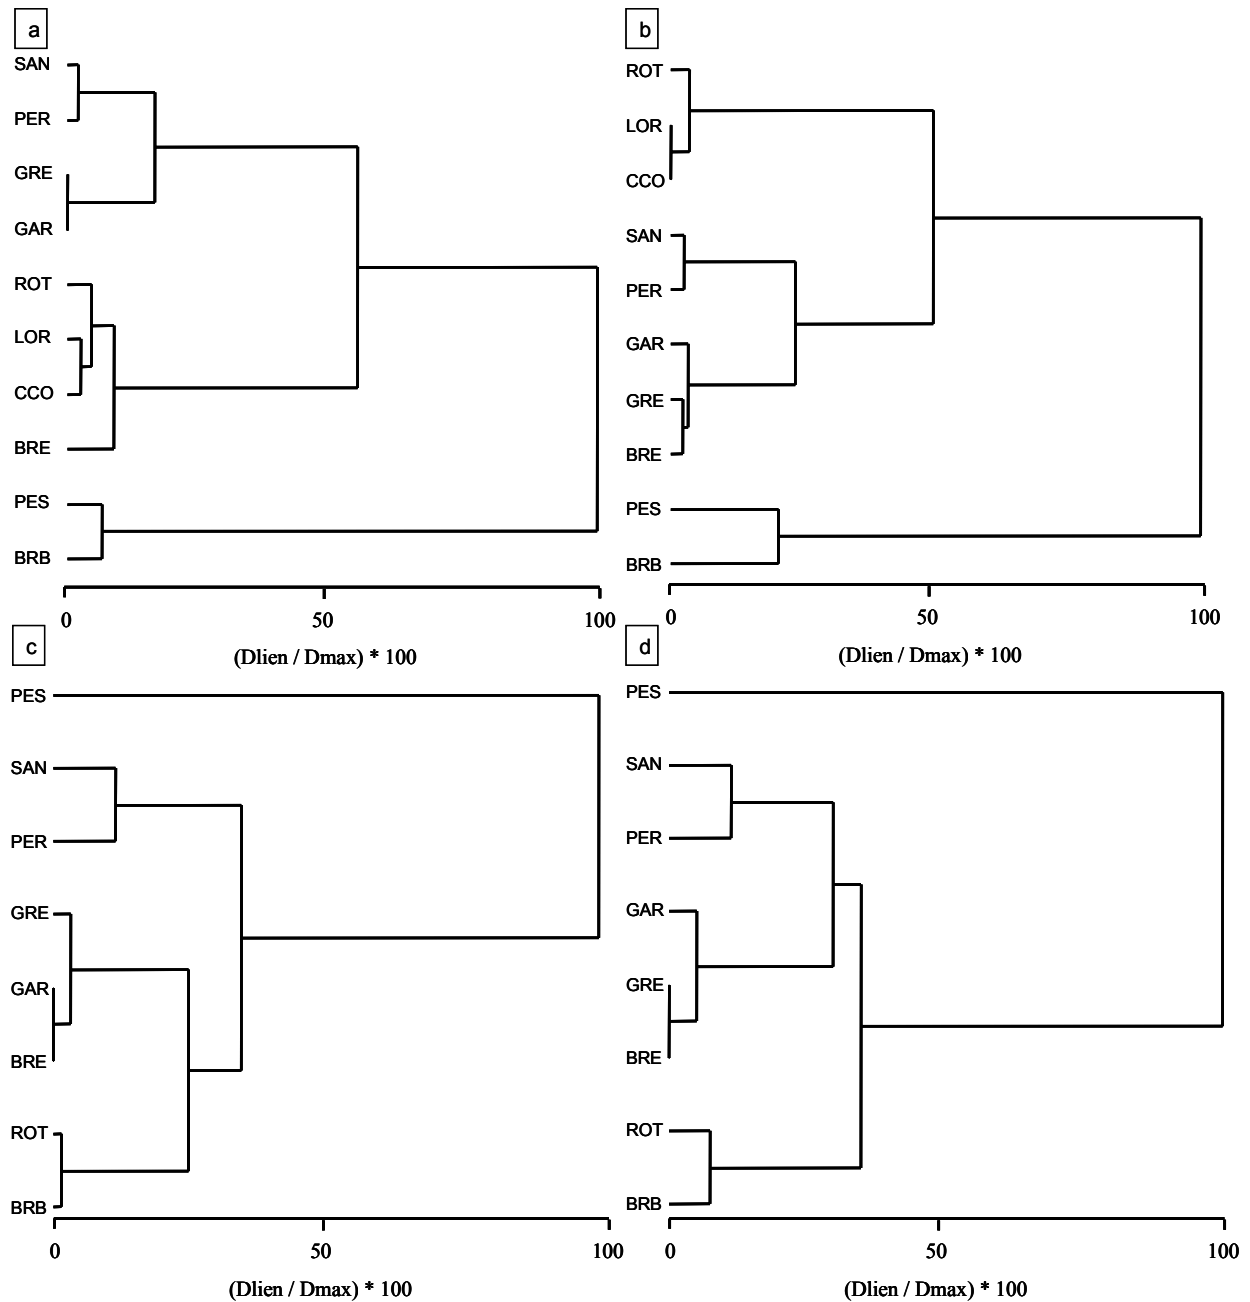 a
SAN
PER
GRE
GAR
ROT
LOR
CCO
BRE
PES
BRB
0 50 100
(Dlien / Dmax) * 100
b
ROT
LOR
CCO
SAN
PER
GAR
GRE
BRE
PES
BRB
0 50 100
(Dlien / Dmax) * 100
c
PES
SAN
PER
GRE
GAR
BRE
ROT
BRB
0 50 100
(Dlien / Dmax) * 100
d
PES
SAN
PER
GAR
GRE
BRE
ROT
BRB
0 50 100
(Dlien / Dmax) * 100